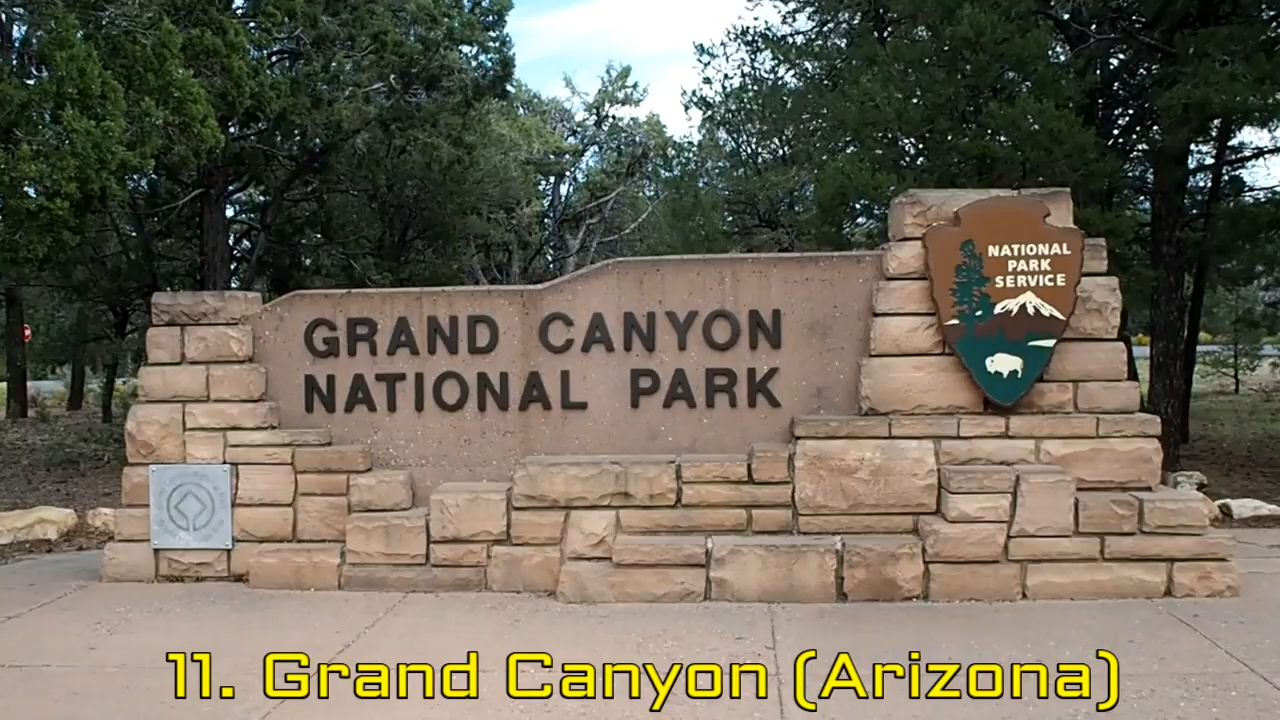 GRAND CANYON
NATIONAL PARK
NATIONAL
PARK
SERVICE
11. Grand Canyon (Arizona)